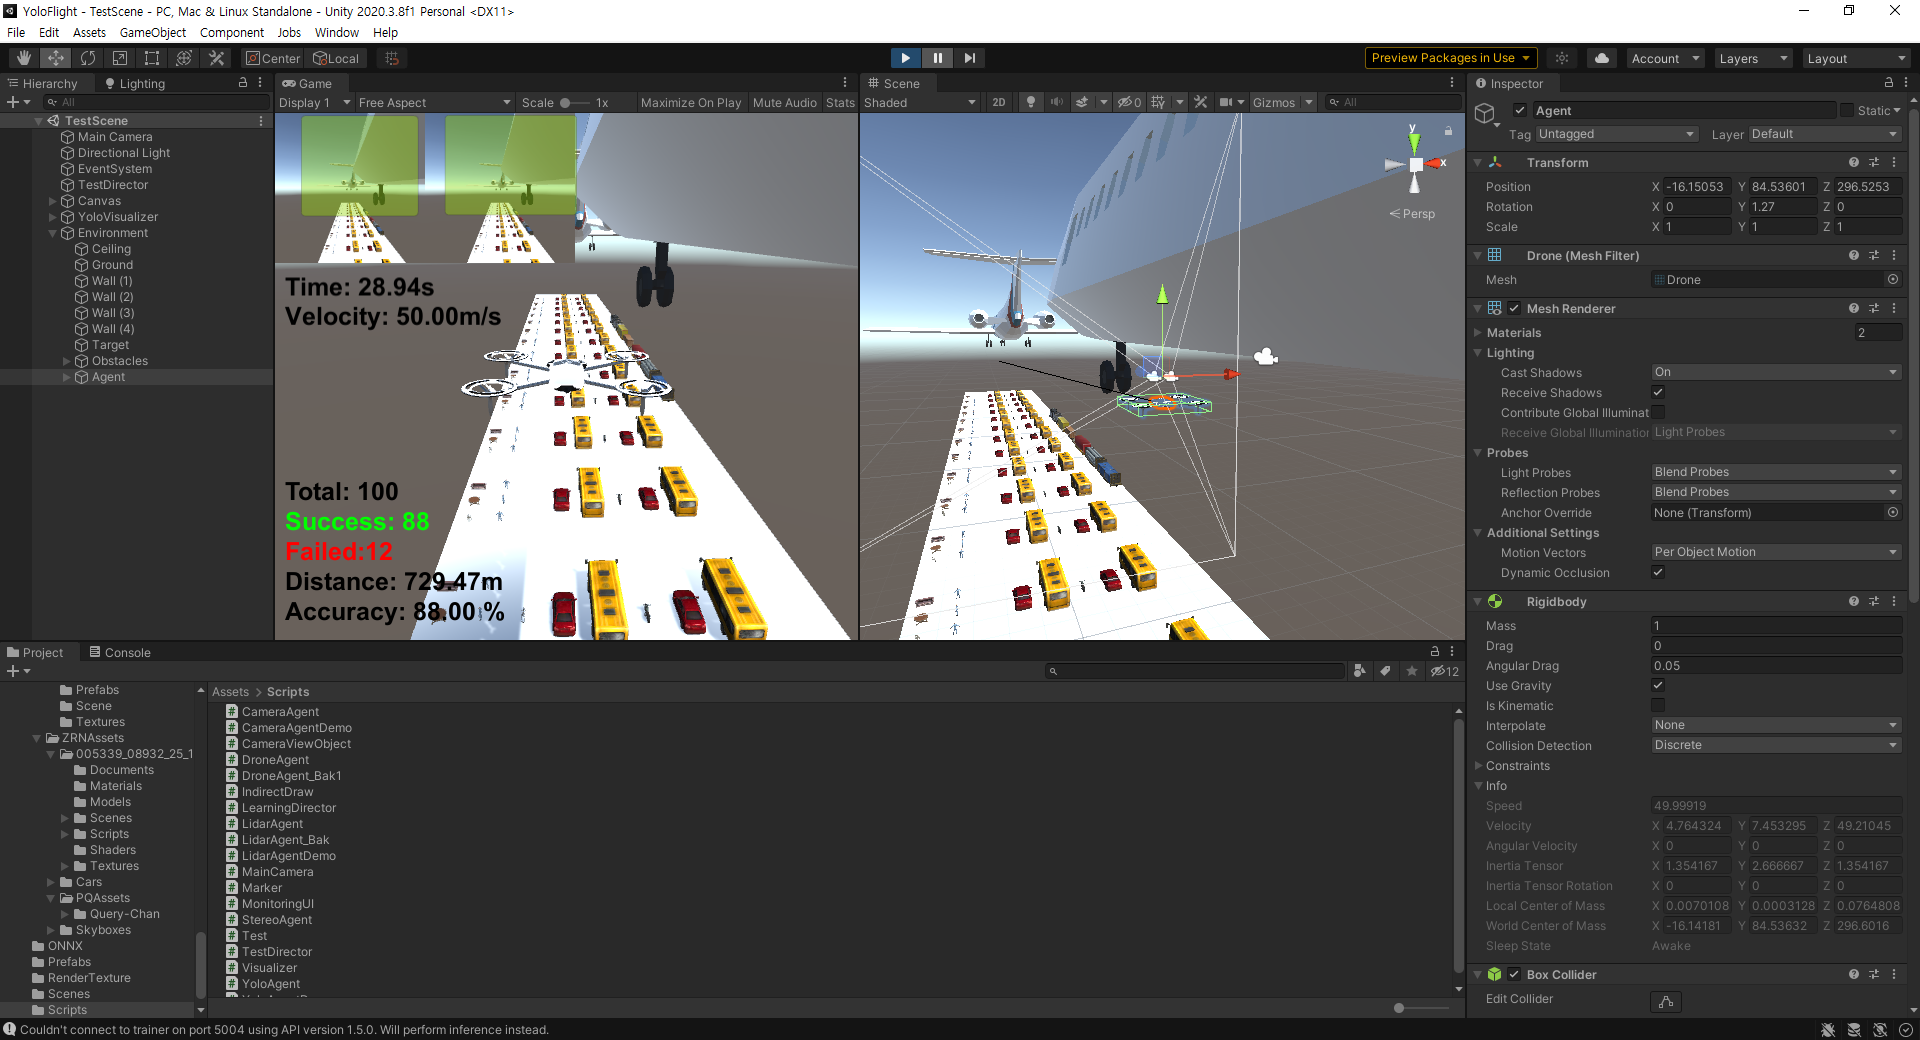 YoloFlight - TestScene - PC, Mac & Linux Standalone - Unity 2020.3.8f1 Personal <DX11>
File Edit Assets GameObject Component Jobs Window Help
Center Local
Preview Packages in Use
Account
Layers
Layout
Hierarchy
Lighting
All
TestScene
Main Camera
Directional Light
EventSystem
TestDirector
Canvas
YoloVisualizer
Environment
Ceiling
Ground
Wall (1)
Wall (2)
Wall (3)
Wall (4)
Target
Obstacles
Agent
Game
Display 1 Free Aspect Scale 1x Maximize On Play Mute Audio Stats
Time: 28.94s
Velocity: 50.00m/s
Total: 100
Success: 88
Failed:12
Distance: 729.47m
Accuracy: 88.00 %
Scene
Shaded 2D 0 Gizmos All
y
x
Persp
Inspector
Agent Static
Tag Untagged Layer Default
Transform
Position X -16.15053 Y 84.53601 Z 296.5253
Rotation X 0 Y 1.27 Z 0
Scale X 1 Y 1 Z 1
Drone (Mesh Filter)
Mesh Drone
Mesh Renderer
Materials 2
Lighting
Cast Shadows On
Receive Shadows
Contribute Global Illuminat
Receive Global Illumination Light Probes
Probes
Light Probes Blend Probes
Reflection Probes Blend Probes
Anchor Override None (Transform)
Additional Settings
Motion Vectors Per Object Motion
Dynamic Occlusion
Rigidbody
Mass 1
Drag 0
Angular Drag 0.05
Use Gravity
Is Kinematic
Interpolate None
Collision Detection Discrete
Constraints
Info
Speed 49.99919
Velocity X 4.764324 Y 7.453295 Z 49.21045
Angular Velocity X 0 Y 0 Z 0
Inertia Tensor X 1.354167 Y 2.666667 Z 1.354167
Inertia Tensor Rotation X 0 Y 0 Z 0
Local Center of Mass X 0.0070108 Y 0.0003128 Z 0.0764808
World Center of Mass X -16.14181 Y 84.53632 Z 296.6016
Sleep State Awake
Box Collider
Edit Collider
Project
Console
12
Prefabs
Scene
Textures
ZRNAssets
005339_08932_25_1
Documents
Materials
Models
Scenes
Scripts
Shaders
Textures
Cars
PQAssets
Query-Chan
Skyboxes
ONNX
Prefabs
RenderTexture
Scenes
Scripts
Assets > Scripts
CameraAgent
CameraAgentDemo
CameraViewObject
DroneAgent
DroneAgent_Bak1
IndirectDraw
LearningDirector
LidarAgent
LidarAgent_Bak
LidarAgentDemo
MainCamera
Marker
MonitoringUI
StereoAgent
Test
TestDirector
Visualizer
YoloAgent
Couldn't connect to trainer on port 5004 using API version 1.5.0. Will perform inference instead.